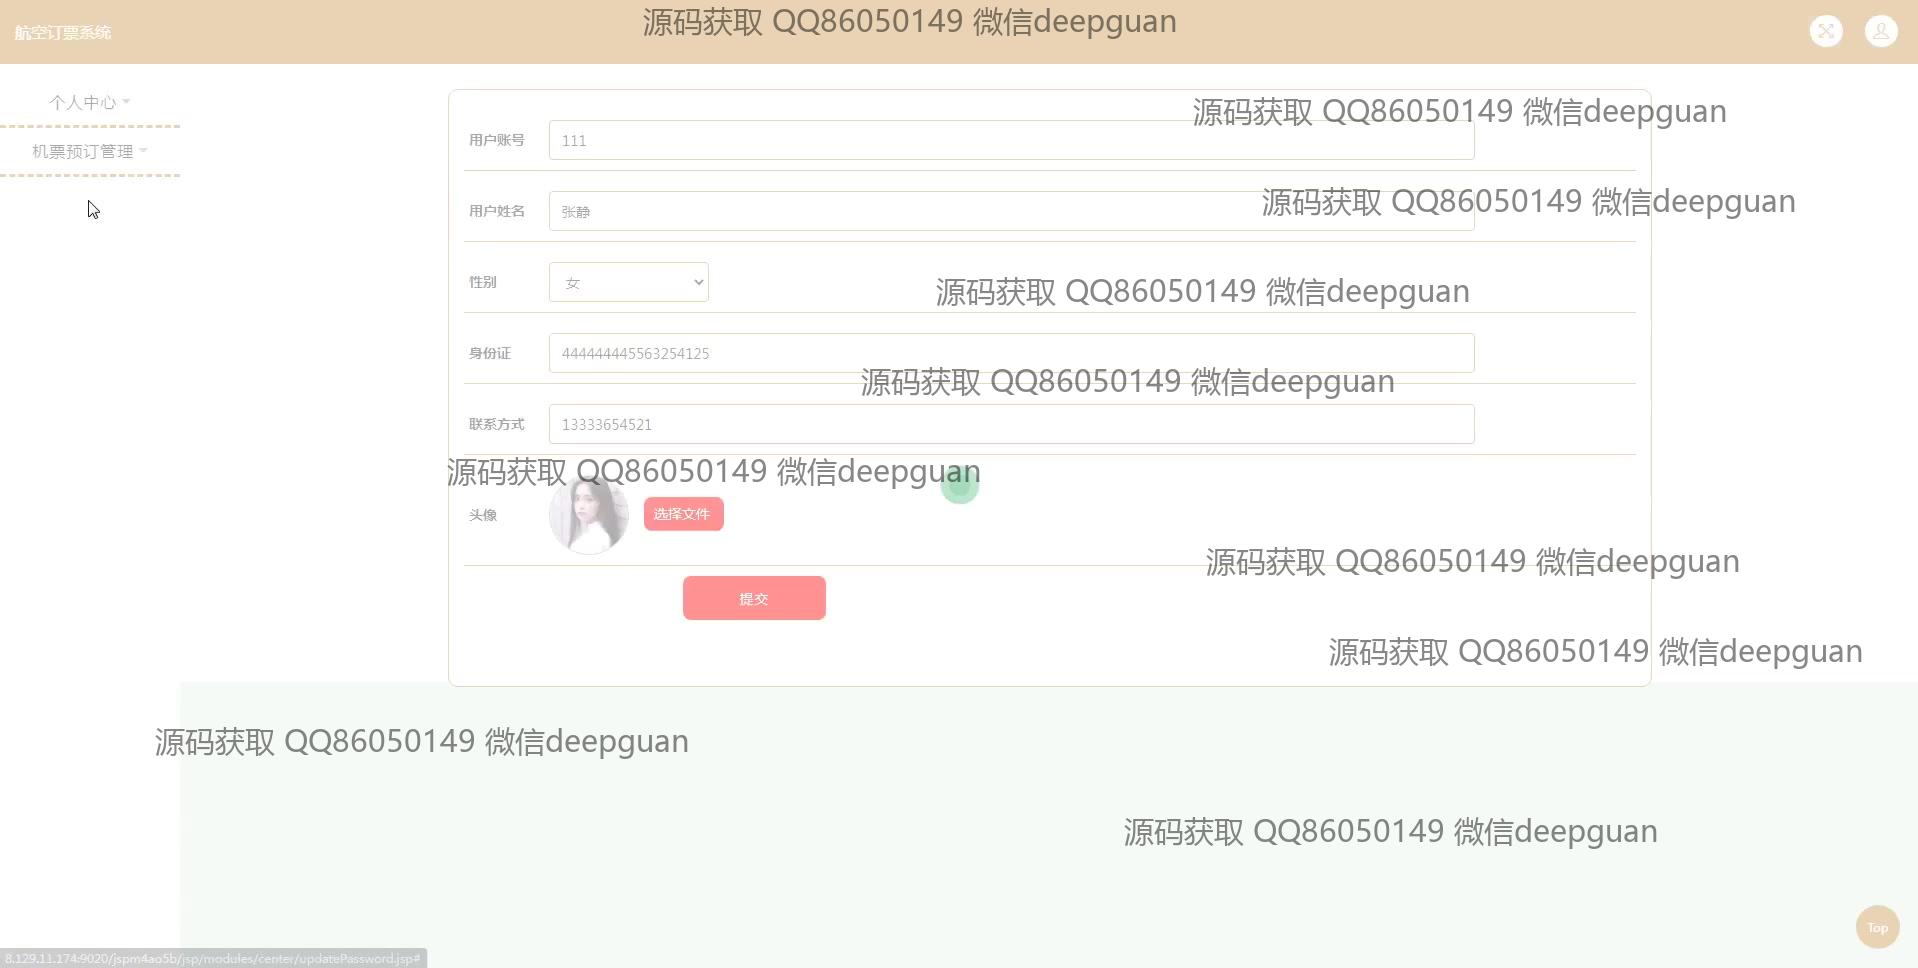 航空订票系统
源码获取 QQ86050149 微信deepguan
个人中心
机票预订管理
源码获取 QQ86050149 微信deepguan
用户账号
111
源码获取 QQ86050149 微信deepguan
用户姓名
张静
性别
女
源码获取 QQ86050149 微信deepguan
身份证
444444445563254125
源码获取 QQ86050149 微信deepguan
联系方式
13333654521
源码获取 QQ86050149 微信deepguan
头像
选择文件
源码获取 QQ86050149 微信deepguan
提交
源码获取 QQ86050149 微信deepguan
源码获取 QQ86050149 微信deepguan
源码获取 QQ86050149 微信deepguan
Top
8.129.11.174:9020/jspm4ao5b/jsp/modules/center/updatePassword.jsp#